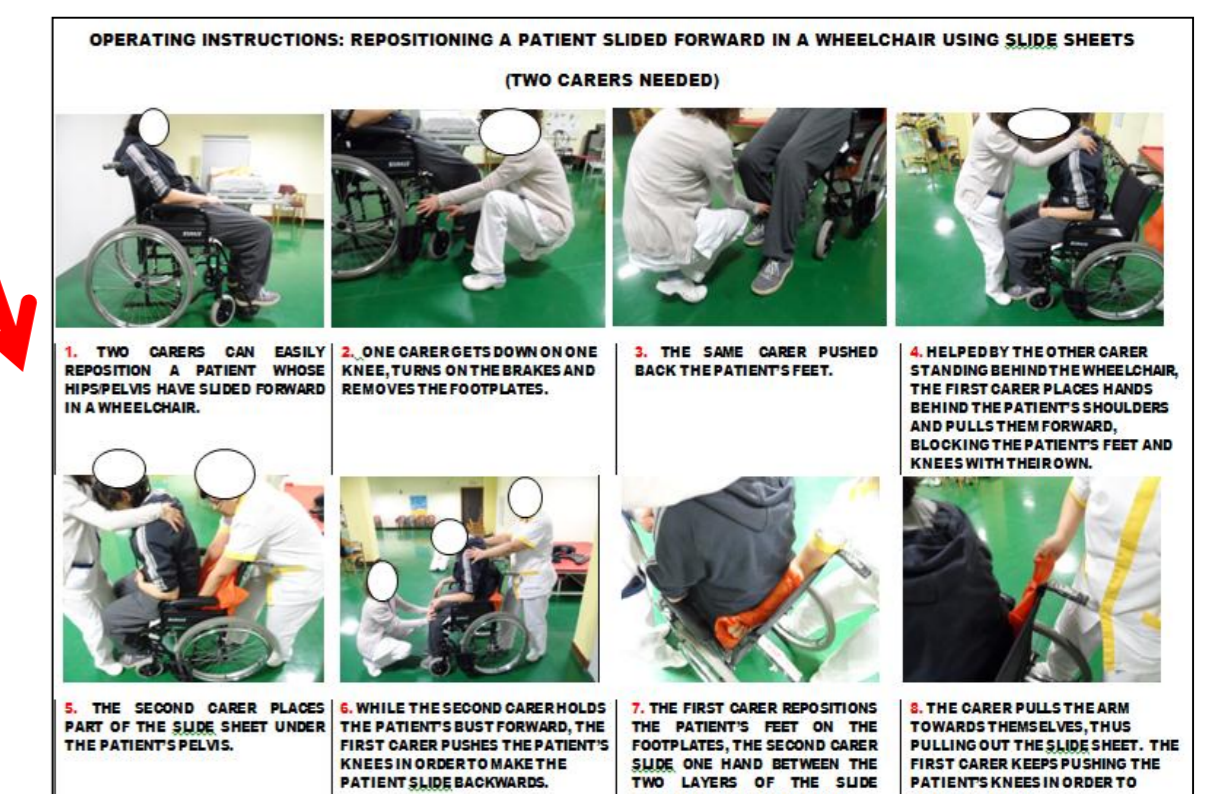 OPERATING INSTRUCTIONS: REPOSITIONING A PATIENT SLIDED FORWARD IN A WHEELCHAIR USING SLIDE SHEETS
(TWO CARERS NEEDED)
1. TWO CARERS CAN EASILY
REPOSITION A PATIENT WHOSE
HIPS/PELVIS HAVE SLIDED FORWARD
IN A WHEELCHAIR.
2. ONE CARER GETS DOWN ON ONE
KNEE, TURNS ON THE BRAKES AND
REMOVES THE FOOTPLATES.
3. THE SAME CARER PUSHED
BACK THE PATIENT'S FEET.
4. HELPED BY THE OTHER CARER
STANDING BEHIND THE WHEELCHAIR,
THE FIRST CARER PLACES HANDS
BEHIND THE PATIENT'S SHOULDERS
AND PULLS THEM FORWARD,
BLOCKING THE PATIENT'S FEET AND
KNEES WITH THEIR OWN.
5. THE SECOND CARER PLACES
PART OF THE SLIDE SHEET UNDER
THE PATIENT'S PELVIS.
6. WHILE THE SECOND CARER HOLDS
THE PATIENT'S BUST FORWARD, THE
FIRST CARER PUSHES THE PATIENT'S
KNEES IN ORDER TO MAKE THE
PATIENT SLIDE BACKWARDS.
7. THE FIRST CARER REPOSITIONS
THE PATIENT'S FEET ON THE
FOOTPLATES, THE SECOND CARER
SLIDE ONE HAND BETWEEN THE
TWO LAYERS OF THE SLIDE
8. THE CARER PULLS THE ARM
TOWARDS THEMSELVES, THUS
PULLING OUT THE SLIDE SHEET. THE
FIRST CARER KEEPS PUSHING THE
PATIENT'S KNEES IN ORDER TO